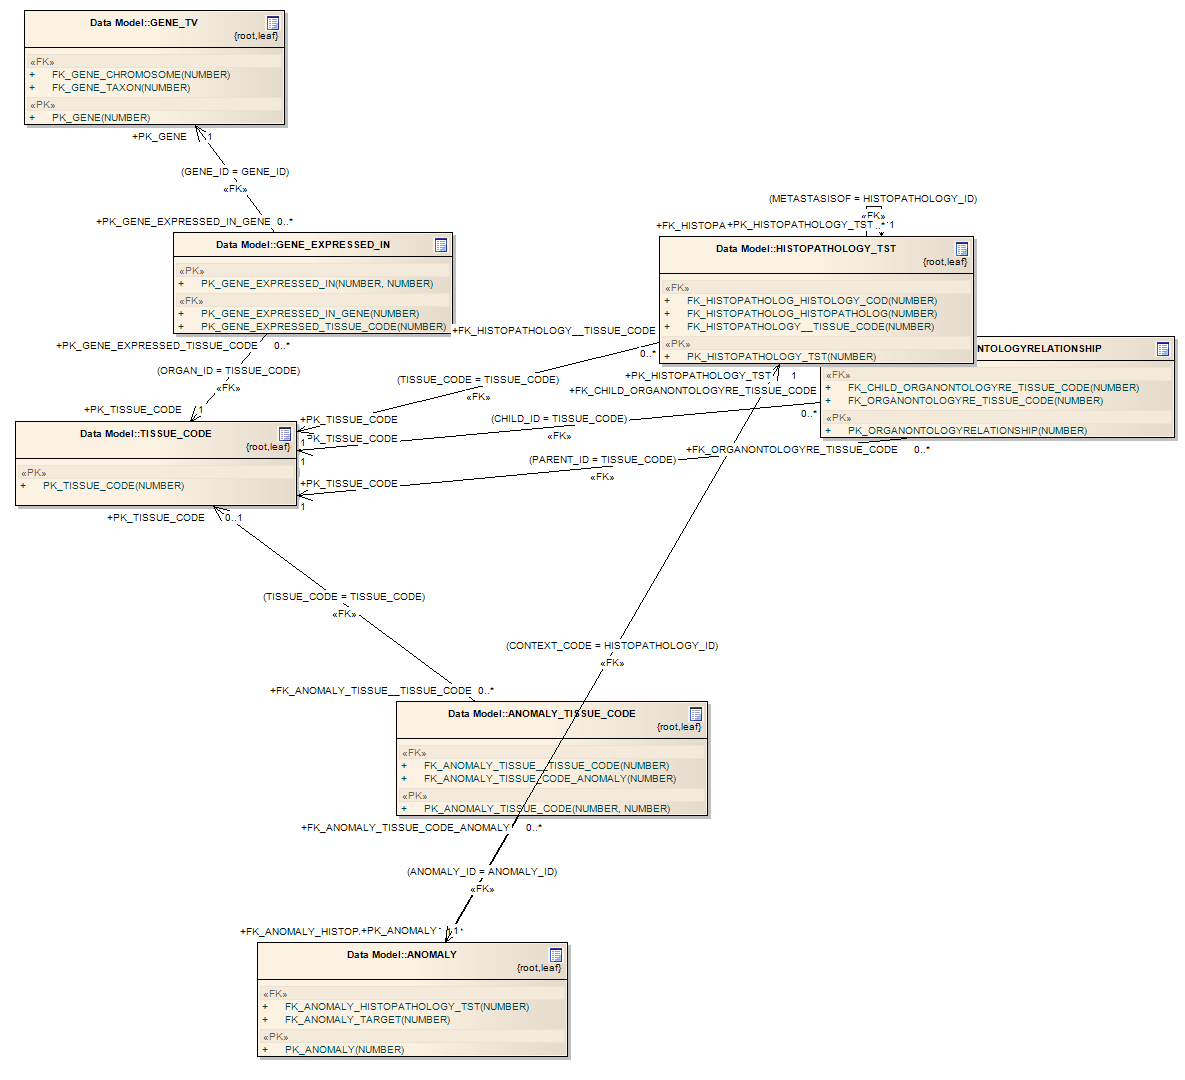 Data Model::GENE_TV
{root,leaf}
«FK»
+ FK_GENE_CHROMOSOME(NUMBER)
+ FK_GENE_TAXON(NUMBER)
«PK»
+ PK_GENE(NUMBER)
+PK_GENE 1
(GENE_ID = GENE_ID)
«FK»
+PK_GENE_EXPRESSED_IN_GENE 0..*
Data Model::GENE_EXPRESSED_IN
«PK»
+ PK_GENE_EXPRESSED_IN(NUMBER, NUMBER)
«FK»
+ PK_GENE_EXPRESSED_IN_GENE(NUMBER)
+ PK_GENE_EXPRESSED_TISSUE_CODE(NUMBER)
+PK_GENE_EXPRESSED_TISSUE_CODE 0..*
(ORGAN_ID = TISSUE_CODE)
«FK»
+PK_TISSUE_CODE 1
(METASTASISOF = HISTOPATHOLOGY_ID)
«FK»
+FK_HISTOPA +PK_HISTOPATHOLOGY_TST ..* 1
Data Model::HISTOPATHOLOGY_TST
{root,leaf}
«FK»
+ FK_HISTOPATHOLOG_HISTOLOGY_COD(NUMBER)
+ FK_HISTOPATHOLOG_HISTOPATHOLOG(NUMBER)
+ FK_HISTOPATHOLOGY__TISSUE_CODE(NUMBER)
«PK»
+ PK_HISTOPATHOLOGY_TST(NUMBER)
+FK_HISTOPATHOLOGY__TISSUE_CODE
0..*
(TISSUE_CODE = TISSUE_CODE)
«FK»
+PK_TISSUE_CODE
1
+PK_HISTOPATHOLOGY_TST 1
NTOLOGYRELATIONSHIP
«FK»
+ FK_CHILD_ORGANONTOLOGYRE_TISSUE_CODE(NUMBER)
+ FK_ORGANONTOLOGYRE_TISSUE_CODE(NUMBER)
«PK»
+ PK_ORGANONTOLOGYRELATIONSHIP(NUMBER)
+FK_CHILD_ORGANONTOLOGYRE_TISSUE_CODE
0..*
(CHILD_ID = TISSUE_CODE)
«FK»
PK_TISSUE_CODE
1
+FK_ORGANONTOLOGYRE_TISSUE_CODE 0..*
(PARENT_ID = TISSUE_CODE)
«FK»
+PK_TISSUE_CODE
1
Data Model::TISSUE_CODE
{root,leaf}
«PK»
+ PK_TISSUE_CODE(NUMBER)
+PK_TISSUE_CODE 0..1
(TISSUE_CODE = TISSUE_CODE)
«FK»
+FK_ANOMALY_TISSUE__TISSUE_CODE 0..*
(CONTEXT_CODE = HISTOPATHOLOGY_ID)
«FK»
Data Model::ANOMALY_TISSUE_CODE
{root,leaf}
«FK»
+ FK_ANOMALY_TISSUE__TISSUE_CODE(NUMBER)
+ FK_ANOMALY_TISSUE_CODE_ANOMALY(NUMBER)
«PK»
+ PK_ANOMALY_TISSUE_CODE(NUMBER, NUMBER)
+FK_ANOMALY_TISSUE_CODE_ANOMALY 0..*
(ANOMALY_ID = ANOMALY_ID)
«FK»
+FK_ANOMALY_HISTOP +PK_ANOMALY 1
Data Model::ANOMALY
{root,leaf}
«FK»
+ FK_ANOMALY_HISTOPATHOLOGY_TST(NUMBER)
+ FK_ANOMALY_TARGET(NUMBER)
«PK»
+ PK_ANOMALY(NUMBER)